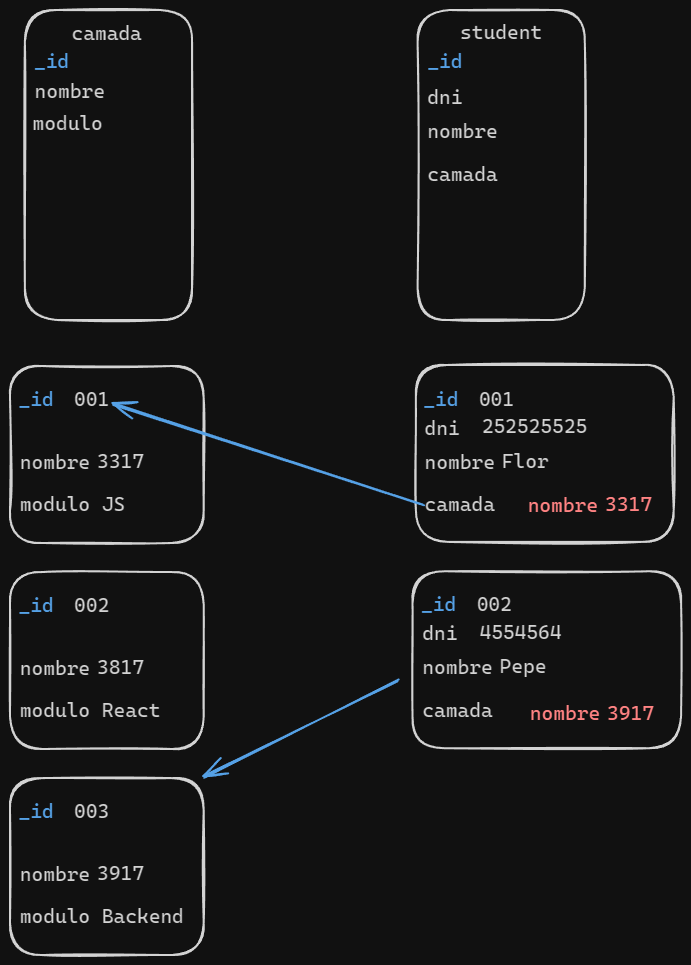 camada
_id
nombre
modulo
student
_id
dni
nombre
camada
_id 001
nombre 3317
modulo JS
_id 001
dni 252525525
nombre Flor
camada nombre 3317
_id 002
nombre 3817
modulo React
_id 002
dni 4554564
nombre Pepe
camada nombre 3917
_id 003
nombre 3917
modulo Backend